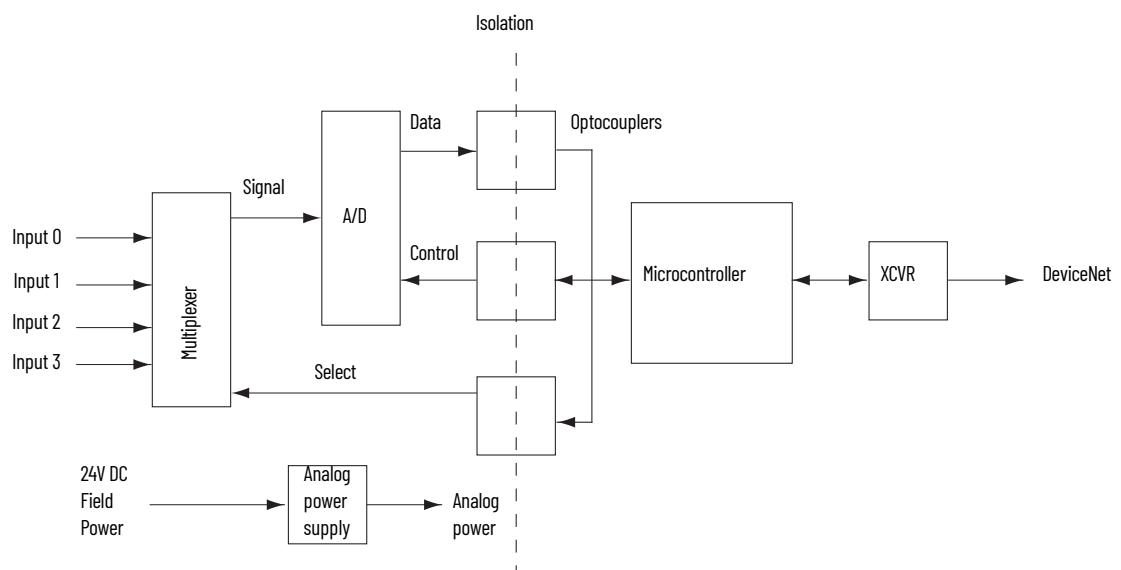 Isolation
Data
Optocouplers
Signal
A/D
Input 0
Control
Microcontroller
XCVR
DeviceNet
Input 1
Multiplexer
Input 2
Input 3
Select
24V DC
Field
Power
Analog
power
supply
Analog
power